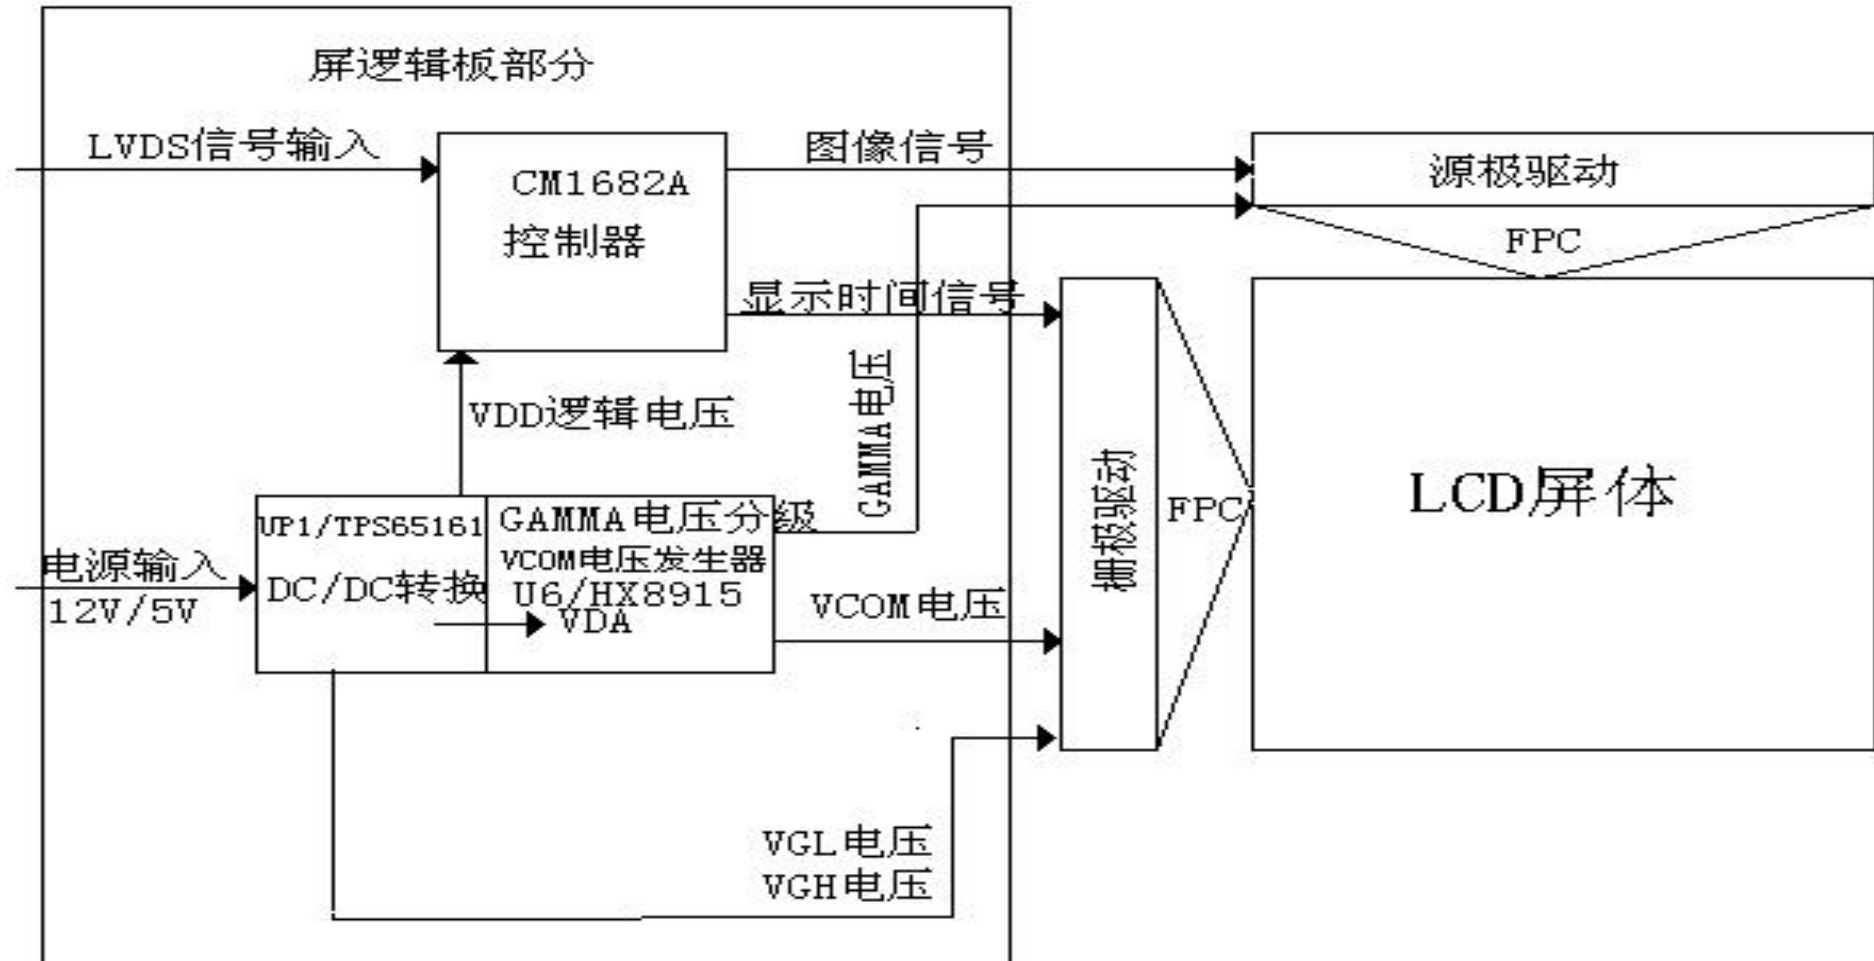 屏逻辑板部分
LVDS信号输入
CM1682A
控制器
图像信号
源极驱动
FPC
显示时间信号
VDD逻辑电压
GAMMA电压
栅极驱动
FPC
LCD屏体
电源输入
12V/5V
UP1/TPS65161
DC/DC转换
GAMMA电压分级
VCOM电压发生器
U6/HX8915
VDA
VCOM电压
VGL电压
VGH电压